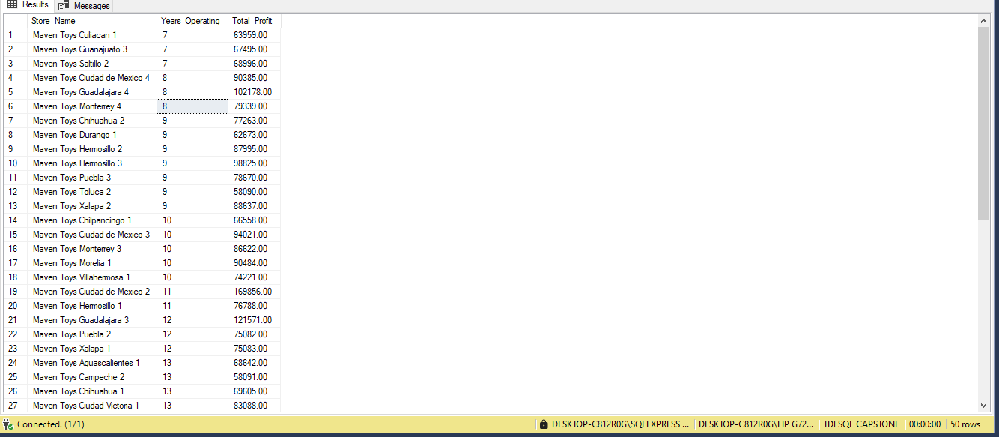 Results Messages
Store_Name Years_Operating Total_Profit
1 Maven Toys Culiacan 1 7 63959.00
2 Maven Toys Guanajuato 3 7 67495.00
3 Maven Toys Saltillo 2 7 68996.00
4 Maven Toys Ciudad de Mexico 4 8 90385.00
5 Maven Toys Guadalajara 4 8 102178.00
6 Maven Toys Monterrey 4 8 79339.00
7 Maven Toys Chihuahua 2 9 77263.00
8 Maven Toys Durango 1 9 62673.00
9 Maven Toys Hermosillo 2 9 87995.00
10 Maven Toys Hermosillo 3 9 98825.00
11 Maven Toys Puebla 3 9 78670.00
12 Maven Toys Toluca 2 9 58090.00
13 Maven Toys Xalapa 2 9 88637.00
14 Maven Toys Chilpancingo 1 10 66558.00
15 Maven Toys Ciudad de Mexico 3 10 94021.00
16 Maven Toys Monterrey 3 10 86622.00
17 Maven Toys Morelia 1 10 90484.00
18 Maven Toys Villahermosa 1 10 74221.00
19 Maven Toys Ciudad de Mexico 2 11 169856.00
20 Maven Toys Hermosillo 1 11 76788.00
21 Maven Toys Guadalajara 3 12 121571.00
22 Maven Toys Puebla 2 12 75082.00
23 Maven Toys Xalapa 1 12 75083.00
24 Maven Toys Aguascalientes 1 13 68642.00
25 Maven Toys Campeche 2 13 58091.00
26 Maven Toys Chihuahua 1 13 69605.00
27 Maven Toys Ciudad Victoria 1 13 83088.00
Connected. (1/1) DESKTOP-C812R0G\SQLEXPRESS ... DESKTOP-C812R0G\HP G72... TDI SQL CAPSTONE 00:00:00 50 rows